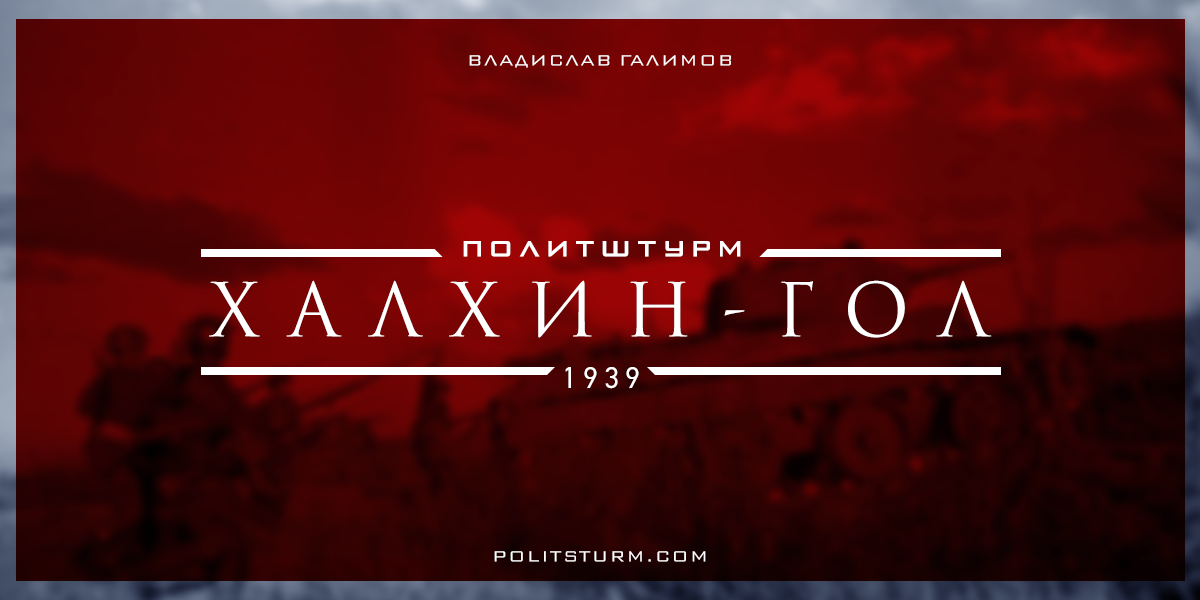 ВЛАДИСЛАВ ГАЛИМОВ
ПОЛИТШТУРМ
ХАЛХИН-ГОЛ
1939
POLITSTURM.COM